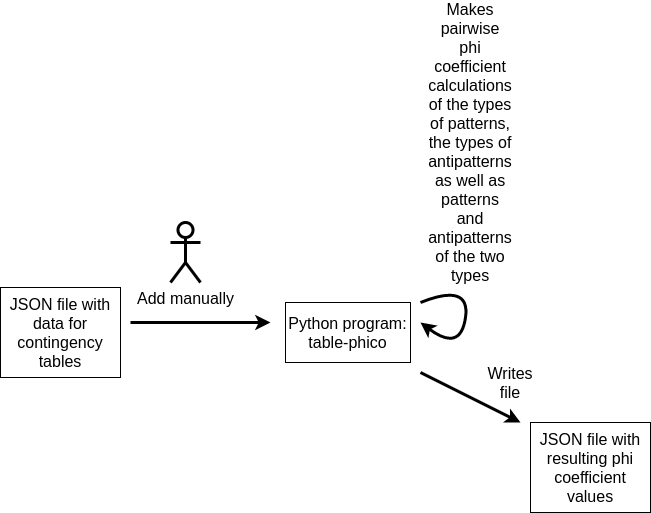 Makes
pairwise
phi
coefficient
calculations
of the types
of patterns,
the types of
antipatterns
as well as
patterns
and
antipatterns
of the two
types
Add manually
JSON file with
data for
contingency
tables
Python program:
table-phico
Writes
file
JSON file with
resulting phi
coefficient
values